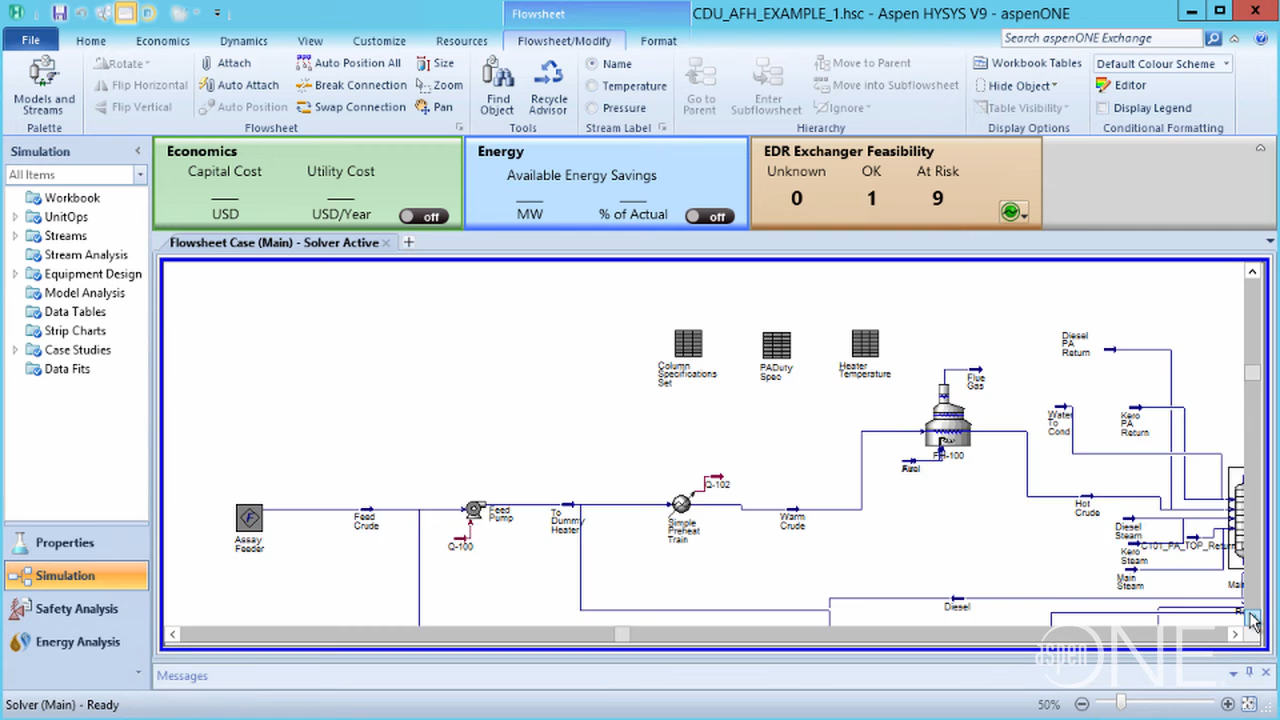 Flowsheet
CDU_AFH_EXAMPLE_1.hsc - Aspen HYSYS V9 - aspenONE
File
Home
Economics
Dynamics
View
Customize
Resources
Flowsheet/Modify
Format
Search aspenONE Exchange
Models and Streams
Palette
Rotate
Flip Horizontal
Flip Vertical
Attach
Auto Attach
Auto Position
Auto Position All
Break Connection
Swap Connection
Size
Zoom
Pan
Flowsheet
Find Object
Recycle Advisor
Tools
Name
Temperature
Pressure
Stream Label
Go to Parent
Enter Subflowsheet
Move to Parent
Move into Subflowsheet
Ignore
Hierarchy
Workbook Tables
Hide Object
Table Visibility
Display Options
Default Colour Scheme
Editor
Display Legend
Conditional Formatting
Simulation
All Items
Workbook
UnitOps
Streams
Stream Analysis
Equipment Design
Model Analysis
Data Tables
Strip Charts
Case Studies
Data Fits
Properties
Simulation
Safety Analysis
Energy Analysis
Economics
Capital Cost
Utility Cost
USD
USD/Year
off
Energy
Available Energy Savings
MW
% of Actual
off
EDR Exchanger Feasibility
Unknown
OK
At Risk
0
1
9
Flowsheet Case (Main) - Solver Active
Column
Specifications
Set
PADuty
Spec
Heater
Temperature
Diesel
PA
Return
Flue
Gas
Water
To
Cond
Kero
PA
Return
FH-100
Q-102
Assay
Feeder
Feed
Crude
Feed
Pump
Q-100
To
Dummy
Heater
Simple
Preheat
Train
Warm
Crude
Hot
Crude
Diesel
Steam
C101_PA_TOP_Return
Kero
Steam
Main
Steam
Diesel
aspenONE
Messages
Solver (Main) - Ready
50%